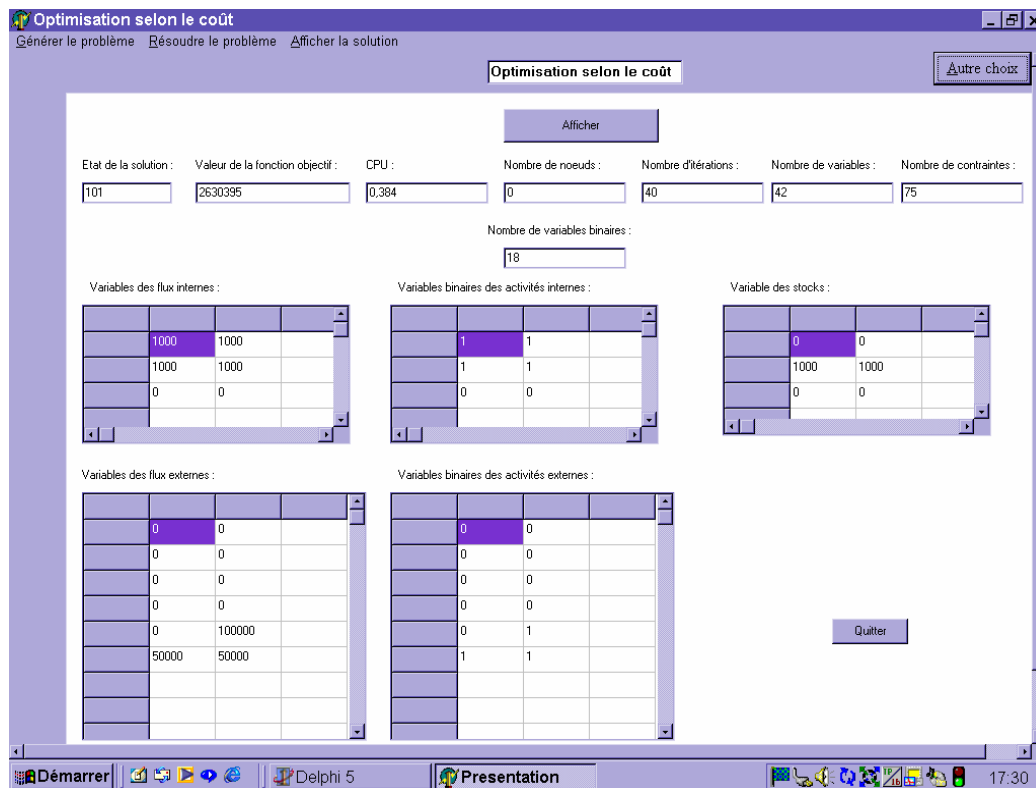 Optimisation selon le coût
Générer le problème Résoudre le problème Afficher la solution
Optimisation selon le coût
Autre choix
Afficher
Etat de la solution : Valeur de la fonction objectif : CPU : Nombre de noeuds : Nombre d'itérations : Nombre de variables : Nombre de contraintes :
101 2630395 0,384 0 40 42 75
Nombre de variables binaires :
18
Variables des flux internes : Variables binaires des activités internes : Variable des stocks :
1000 1000 1 1 0 0
1000 1000 1 1 1000 1000
0 0 0 0 0 0
Variables des flux externes : Variables binaires des activités externes :
0 0 0 0
0 0 0 0
0 0 0 0
0 0 0 0
0 100000 0 1
50000 50000 1 1
Quitter
Démarrer Delphi 5 Presentation 17:30